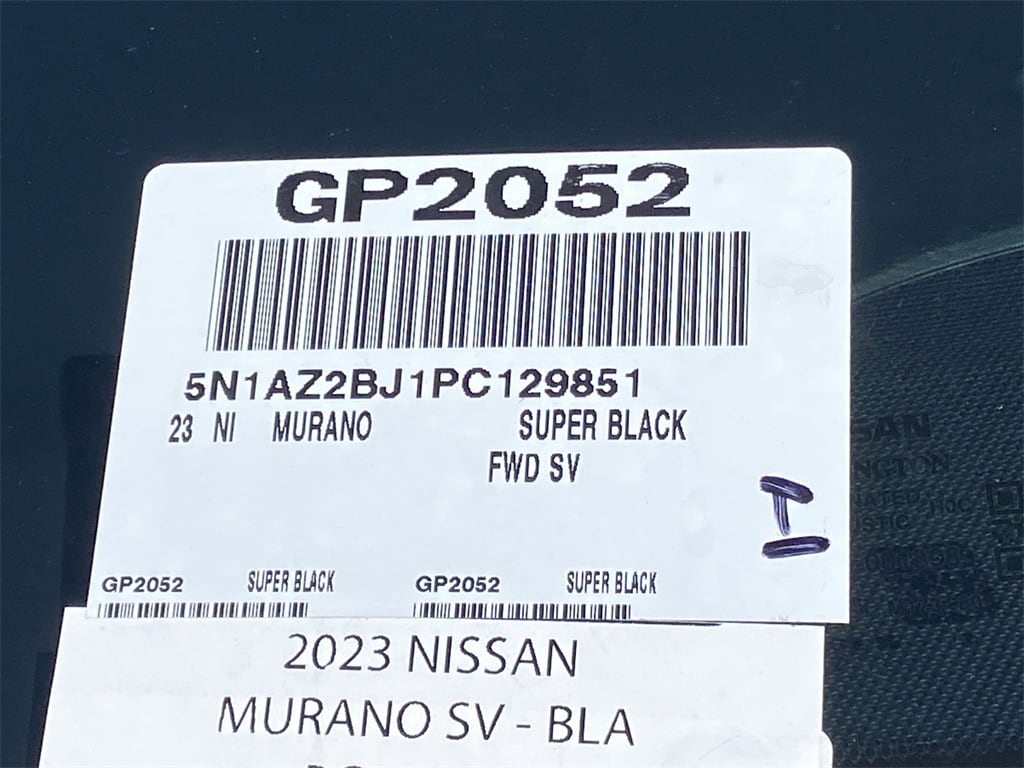 GP2052
5N1AZ2BJ1PC129851
23 NI MURANO SUPER BLACK
FWD SV
I
GP2052 SUPER BLACK GP2052 SUPER BLACK
2023 NISSAN
MURANO SV - BLA